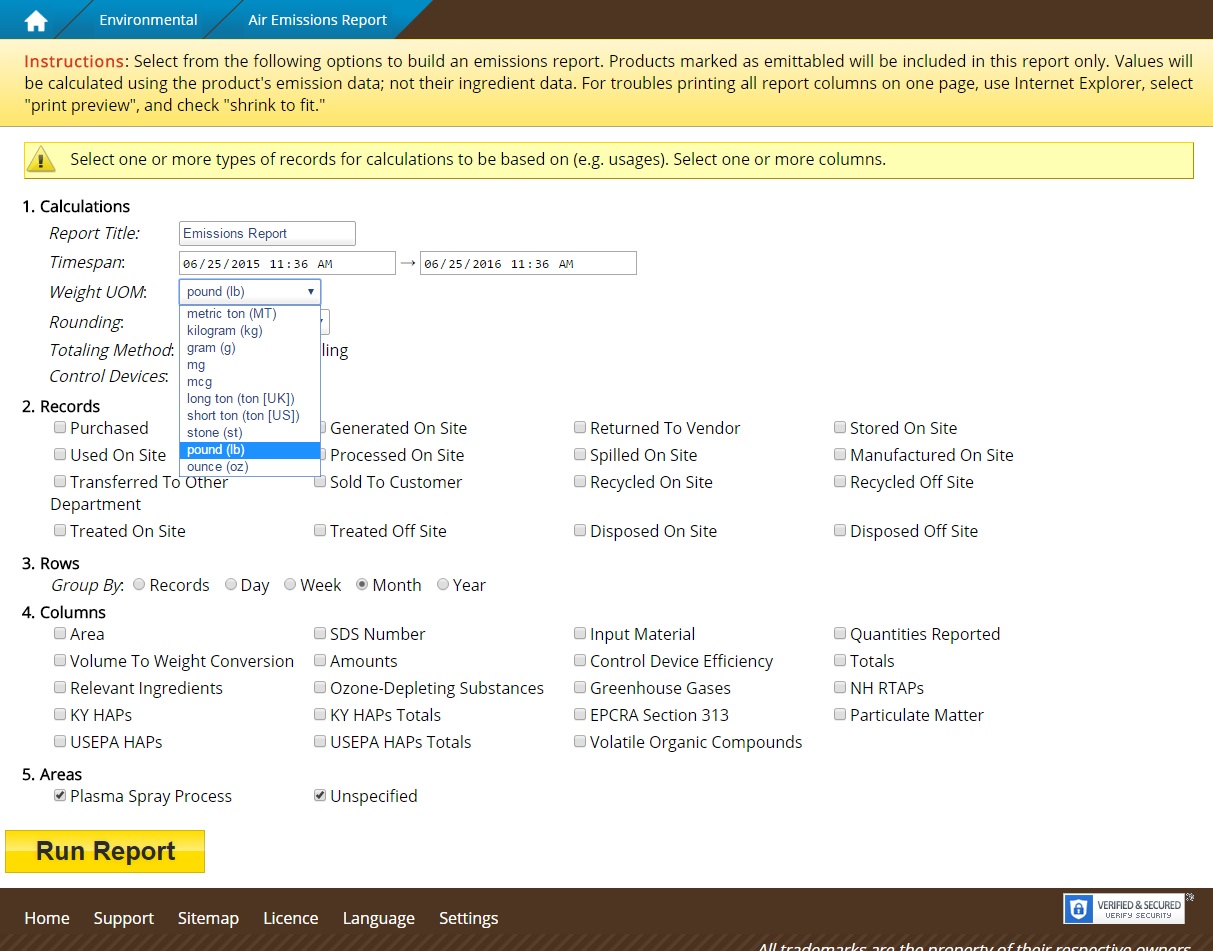 Environmental
Air Emissions Report
Instructions: Select from the following options to build an emissions report. Products marked as emittabled will be included in this report only. Values will
be calculated using the product's emission data; not their ingredient data. For troubles printing all report columns on one page, use Internet Explorer, select
"print preview", and check "shrink to fit."
Select one or more types of records for calculations to be based on (e.g. usages). Select one or more columns.
1. Calculations
Report Title: Emissions Report
Timespan: 06/25/2015 11:36 AM → 06/25/2016 11:36 AM
Weight UOM: pound (lb)
metric ton (MT)
Rounding:
kilogram (kg)
gram (g)
Totaling Method: ling
mg
Control Devices:
mcg
long ton (ton [UK])
2. Records
short ton (ton [US])
stone (st)
pound (lb)
ounce (oz)
Purchased Generated On Site Returned To Vendor Stored On Site
Used On Site Processed On Site Spilled On Site Manufactured On Site
Transferred To Other Sold To Customer Recycled On Site Recycled Off Site
Department
Treated On Site Treated Off Site Disposed On Site Disposed Off Site
3. Rows
Group By: Records Day Week Month Year
4. Columns
Area SDS Number Input Material Quantities Reported
Volume To Weight Conversion Amounts Control Device Efficiency Totals
Relevant Ingredients Ozone-Depleting Substances Greenhouse Gases NH RTAPs
KY HAPs KY HAPs Totals EPCRA Section 313 Particulate Matter
USEPA HAPs USEPA HAPs Totals Volatile Organic Compounds
5. Areas
Plasma Spray Process Unspecified
Run Report
Home Support Sitemap Licence Language Settings
VERIFIED & SECURED
VERIFY SECURITY
All trademarks are the property of their respective owners.